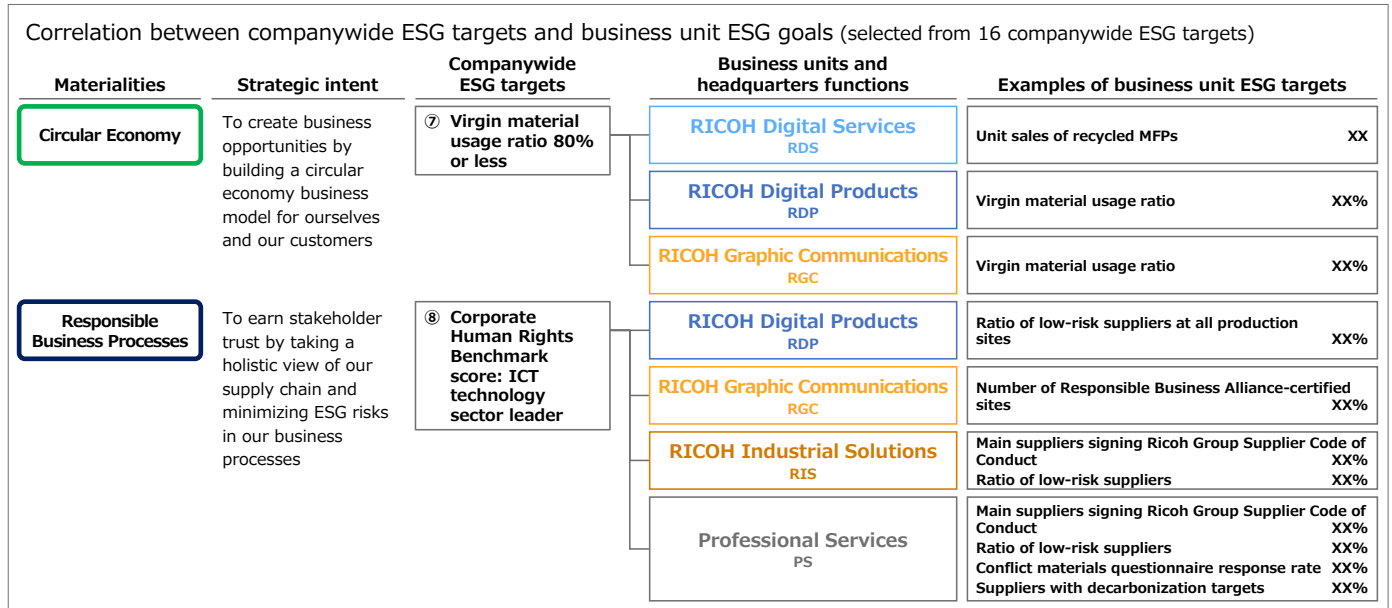 Correlation between companywide ESG targets and business unit ESG goals (selected from 16 companywide ESG targets)
Materialities
Strategic intent
Companywide
ESG targets
Business units and
headquarters functions
Examples of business unit ESG targets
Circular Economy
To create business
opportunities by
building a circular
economy business
model for ourselves
and our customers
⑦ Virgin material
usage ratio 80%
or less
RICOH Digital Services
RDS
Unit sales of recycled MFPs XX
RICOH Digital Products
RDP
Virgin material usage ratio XX%
RICOH Graphic Communications
RGC
Virgin material usage ratio XX%
Responsible
Business Processes
To earn stakeholder
trust by taking a
holistic view of our
supply chain and
minimizing ESG risks
in our business
processes
⑧ Corporate
Human Rights
Benchmark
score: ICT
technology
sector leader
RICOH Digital Products
RDP
Ratio of low-risk suppliers at all production
sites XX%
RICOH Graphic Communications
RGC
Number of Responsible Business Alliance-certified
sites XX%
RICOH Industrial Solutions
RIS
Main suppliers signing Ricoh Group Supplier Code of
Conduct XX%
Ratio of low-risk suppliers XX%
Professional Services
PS
Main suppliers signing Ricoh Group Supplier Code of
Conduct XX%
Ratio of low-risk suppliers XX%
Conflict materials questionnaire response rate XX%
Suppliers with decarbonization targets XX%